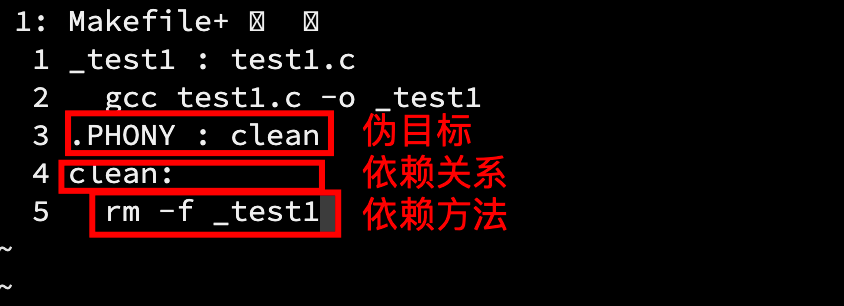 1: Makefile+
1 _test1 : test1.c
2 gcc test1.c -o _test1
3 .PHONY : clean 伪目标
4 clean: 依赖关系
5 rm -f _test1 依赖方法
~
~